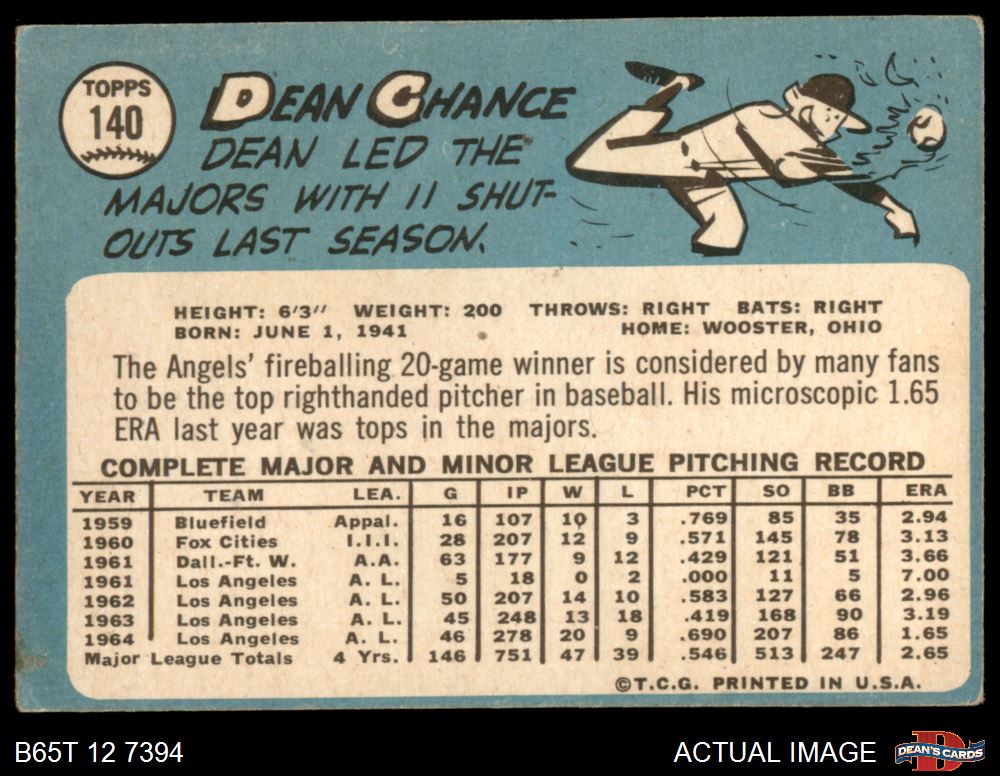 TOPPS
140
DEAN CHANCE
DEAN LED THE
MAJORS WITH 11 SHUT-
OUTS LAST SEASON.
HEIGHT: 6'3" WEIGHT: 200 THROWS: RIGHT BATS: RIGHT
BORN: JUNE 1, 1941 HOME: WOOSTER, OHIO
The Angels' fireballing 20-game winner is considered by many fans
to be the top righthanded pitcher in baseball. His microscopic 1.65
ERA last year was tops in the majors.
COMPLETE MAJOR AND MINOR LEAGUE PITCHING RECORD
YEAR TEAM LEA. G IP W L PCT SO BB ERA
1959 Bluefield Appal. 16 107 10 3 .769 85 35 2.94
1960 Fox Cities I.I.I. 28 207 12 9 .571 145 78 3.13
1961 Dall.-Ft. W. A.A. 63 177 9 12 .429 121 51 3.66
1961 Los Angeles A. L. 5 18 0 2 .000 11 5 7.00
1962 Los Angeles A. L. 50 207 14 10 .583 127 66 2.96
1963 Los Angeles A. L. 45 248 13 18 .419 168 90 3.19
1964 Los Angeles A. L. 46 278 20 9 .690 207 86 1.65
Major League Totals 4 Yrs. 146 751 47 39 .546 513 247 2.65
©T.C.G. PRINTED IN U.S.A.
B65T 12 7394 ACTUAL IMAGE DEAN'S CARDS